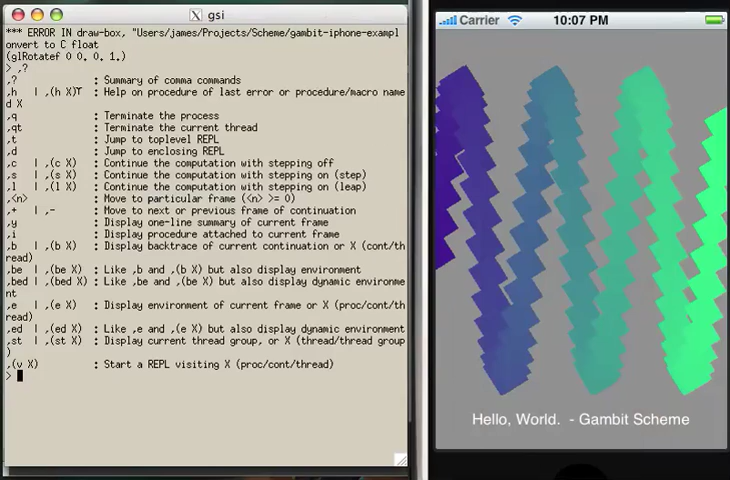 gsi
*** ERROR IN draw-box, "Users/james/Projects/Scheme/gambit-iphone-exampl
onvert to C float
(glRotatef 0 0. 0. 1.)
> ,?
,? : Summary of comma commands
,h | ,(h X) : Help on procedure of last error or procedure/macro name
d X
,q : Terminate the process
,qt : Terminate the current thread
,t : Jump to toplevel REPL
,d : Jump to enclosing REPL
,c | ,(c X) : Continue the computation with stepping off
,s | ,(s X) : Continue the computation with stepping on (step)
,l | ,(l X) : Continue the computation with stepping on (leap)
,<n> : Move to particular frame (<n> >= 0)
,+ | ,- : Move to next or previous frame of continuation
,y : Display one-line summary of current frame
,i : Display procedure attached to current frame
,b | ,(b X) : Display backtrace of current continuation or X (cont/th
read)
,be | ,(be X) : Like ,b and ,(b X) but also display environment
,bed | ,(bed X) : Like ,be and ,(be X) but also display dynamic environme
nt
,e | ,(e X) : Display environment of current frame or X (proc/cont/th
read)
,ed | ,(ed X) : Like ,e and ,(e X) but also display dynamic environment
,st | ,(st X) : Display current thread group, or X (thread/thread group
)
,(v X) : Start a REPL visiting X (proc/cont/thread)
>
Carrier 10:07 PM
Hello, World. - Gambit Scheme